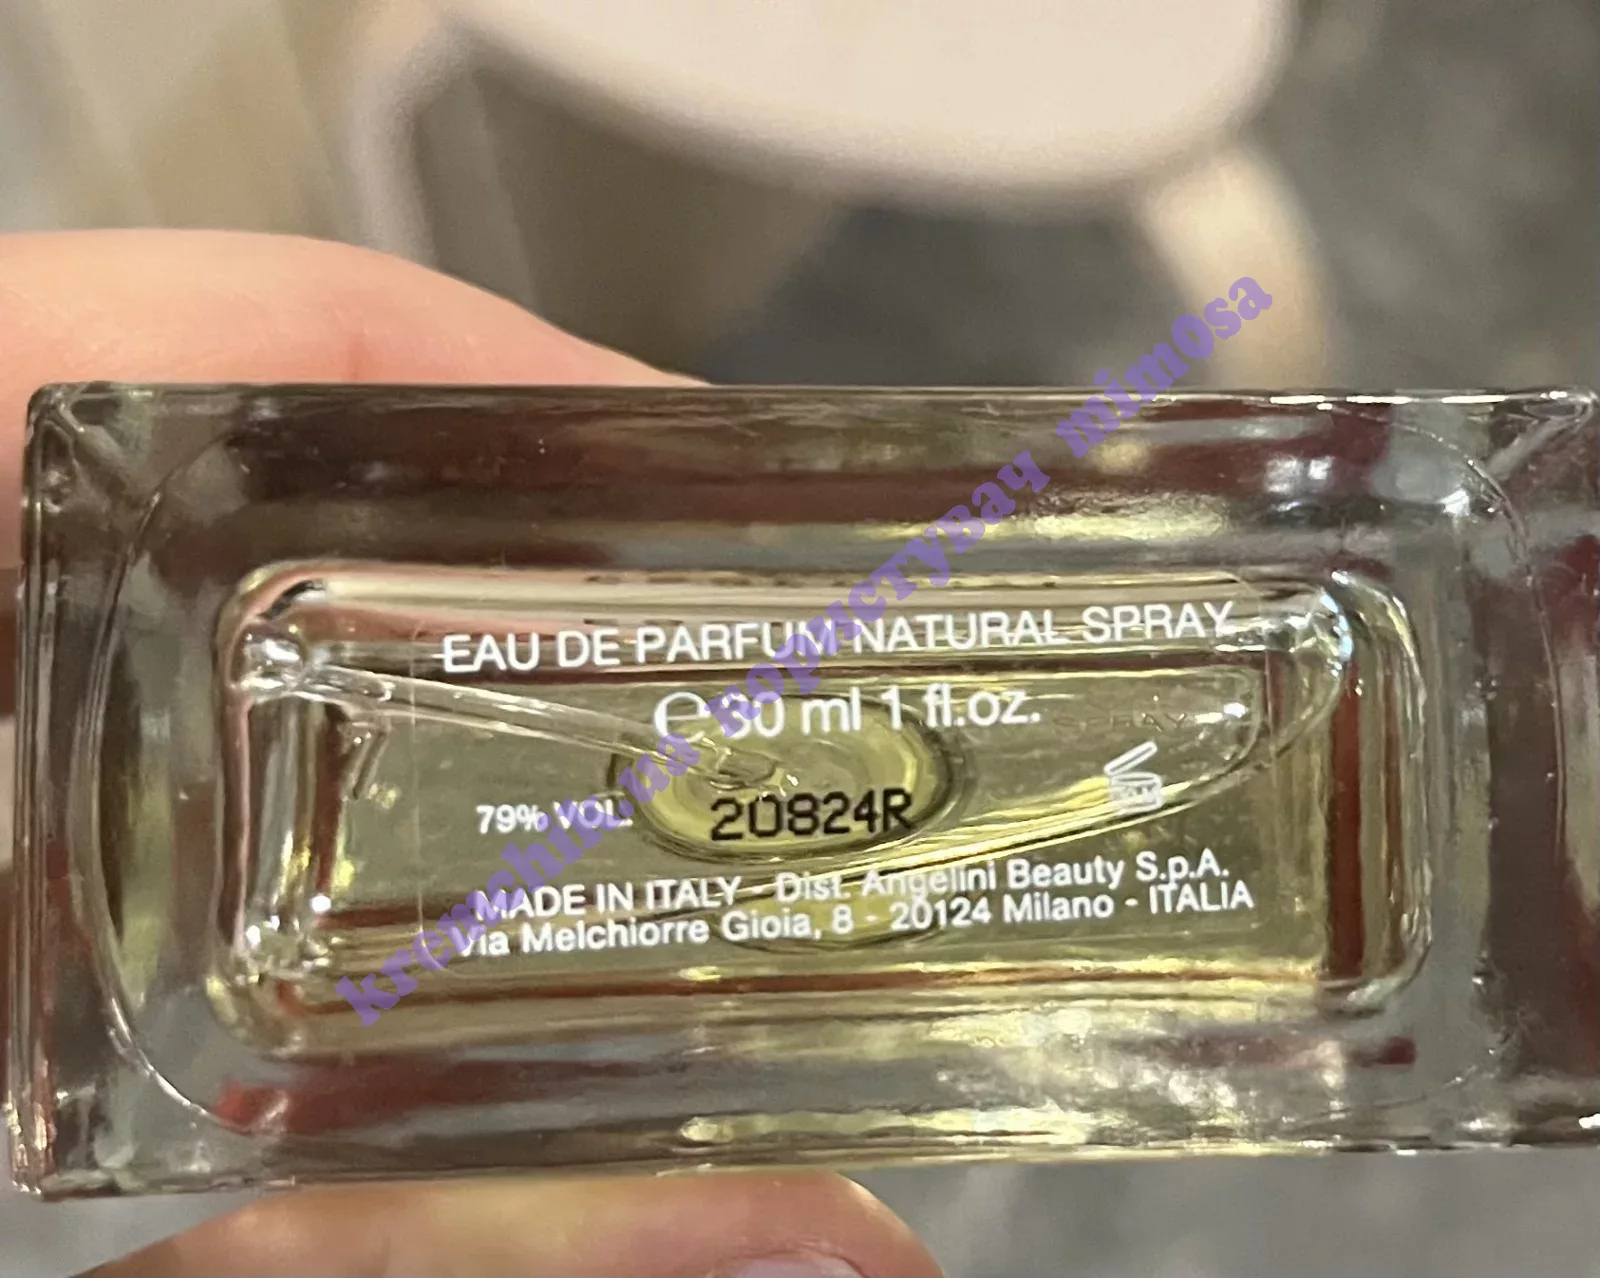 EAU DE PARFUM NATURAL SPRAY
e 30 ml 1 fl.oz.
79% VOL.
20824R
MADE IN ITALY - Dist. Angelini Beauty S.p.A.
Via Melchiorre Gioia, 8 - 20124 Milano - ITALIA
kremchik.ua користувач mim0sa